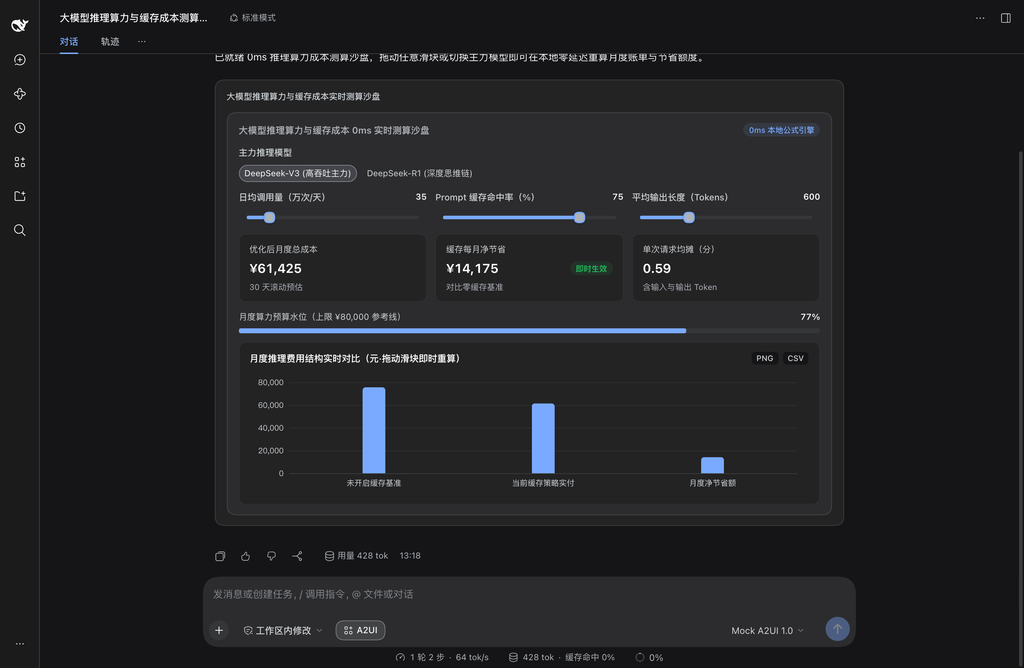 大模型推理算力与缓存成本测算...
标准模式
对话 轨迹
已就绪 0ms 推理算力成本测算沙盘，拖动任意滑块或切换主力模型即可在本地零延迟重算月度账单与节省额度。
大模型推理算力与缓存成本实时测算沙盘
大模型推理算力与缓存成本 0ms 实时测算沙盘
0ms 本地公式引擎
主力推理模型
DeepSeek-V3 (高吞吐主力) DeepSeek-R1 (深度思维链)
日均调用量（万次/天） 35 Prompt 缓存命中率（%） 75 平均输出长度（Tokens） 600
优化后月度总成本
¥61,425
30 天滚动预估
缓存每月净节省
¥14,175
即时生效
对比零缓存基准
单次请求均摊（分）
0.59
含输入与输出 Token
月度算力预算水位（上限 ¥80,000 参考线） 77%
月度推理费用结构实时对比（元·拖动滑块即时重算）
PNG CSV
80,000
60,000
40,000
20,000
0
未开启缓存基准 当前缓存策略实付 月度净节省额
用量 428 tok 13:18
发消息或创建任务, / 调用指令, @ 文件或对话
工作区内修改 A2UI Mock A2UI 1.0
1 轮 2 步 · 64 tok/s 428 tok · 缓存命中 0% 0%